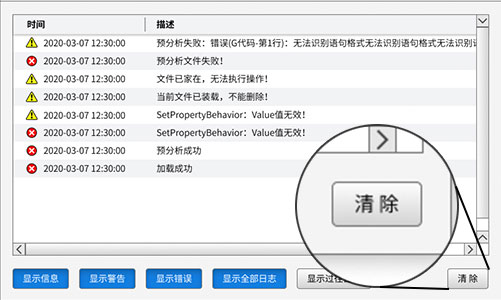 时间 描述
2020-03-07 12:30:00 预分析失败：错误(G代码-第1行)：无法识别语句格式无法识别语句格式无法识别语
2020-03-07 12:30:00 预分析文件失败！
2020-03-07 12:30:00 文件已家在，无法执行操作！
2020-03-07 12:30:00 当前文件已装载，不能删除！
2020-03-07 12:30:00 SetPropertyBehavior：Value值无效！
2020-03-07 12:30:00 SetPropertyBehavior：Value值无效！
2020-03-07 12:30:00 预分析成功
2020-03-07 12:30:00 加载成功
清 除
显示信息 显示警告 显示错误 显示全部日志 显示过往 清 除